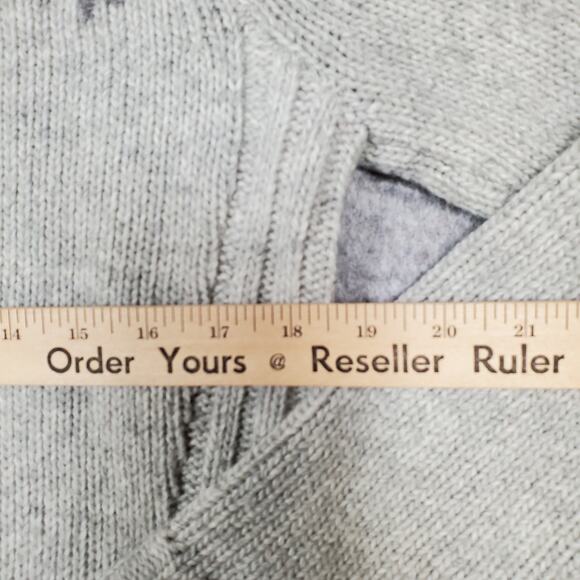 14 15 16 17 18 19 20 21
Order Yours @ Reseller Ruler